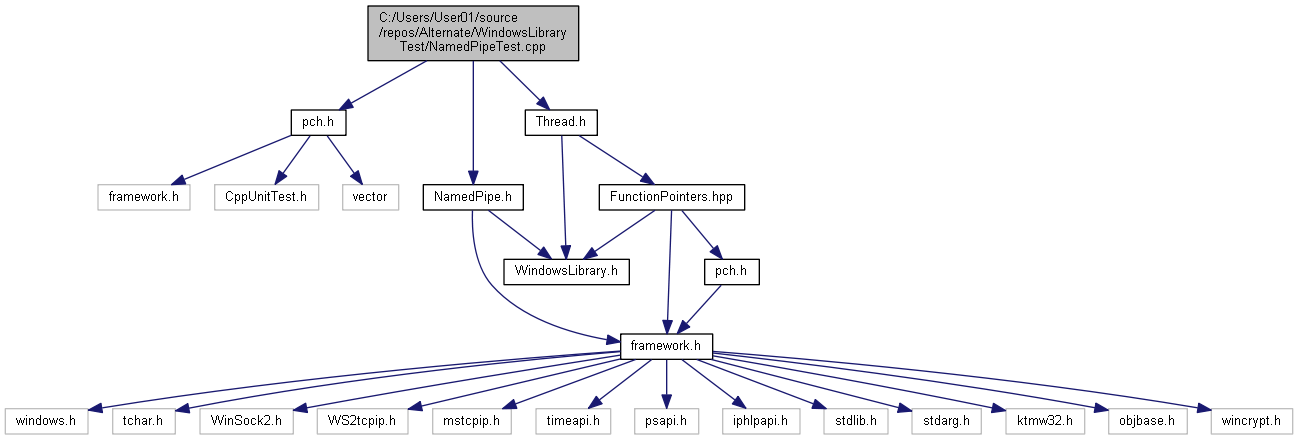 C:/Users/User01/source
/repos/Alternate/WindowsLibrary
Test/NamedPipeTest.cpp
pch.h
Thread.h
framework.h
CppUnitTest.h
vector
NamedPipe.h
FunctionPointers.hpp
WindowsLibrary.h
pch.h
framework.h
windows.h
tchar.h
WinSock2.h
WS2tcpip.h
mstcpip.h
timeapi.h
psapi.h
iphlpapi.h
stdlib.h
stdarg.h
ktmw32.h
objbase.h
wincrypt.h